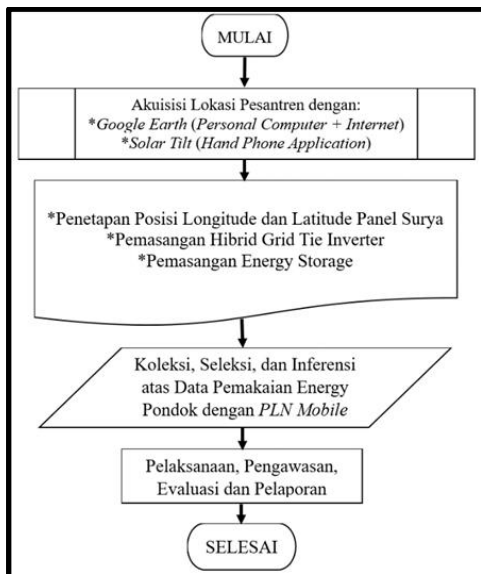 MULAI
Akuisisi Lokasi Pesantren dengan:
*Google Earth (Personal Computer + Internet)
*Solar Tilt (Hand Phone Application)
*Penetapan Posisi Longitude dan Latitude Panel Surya
*Pemasangan Hibrid Grid Tie Inverter
*Pemasangan Energy Storage
Koleksi, Seleksi, dan Inferensi
atas Data Pemakaian Energy
Pondok dengan PLN Mobile
Pelaksanaan, Pengawasan,
Evaluasi dan Pelaporan
SELESAI